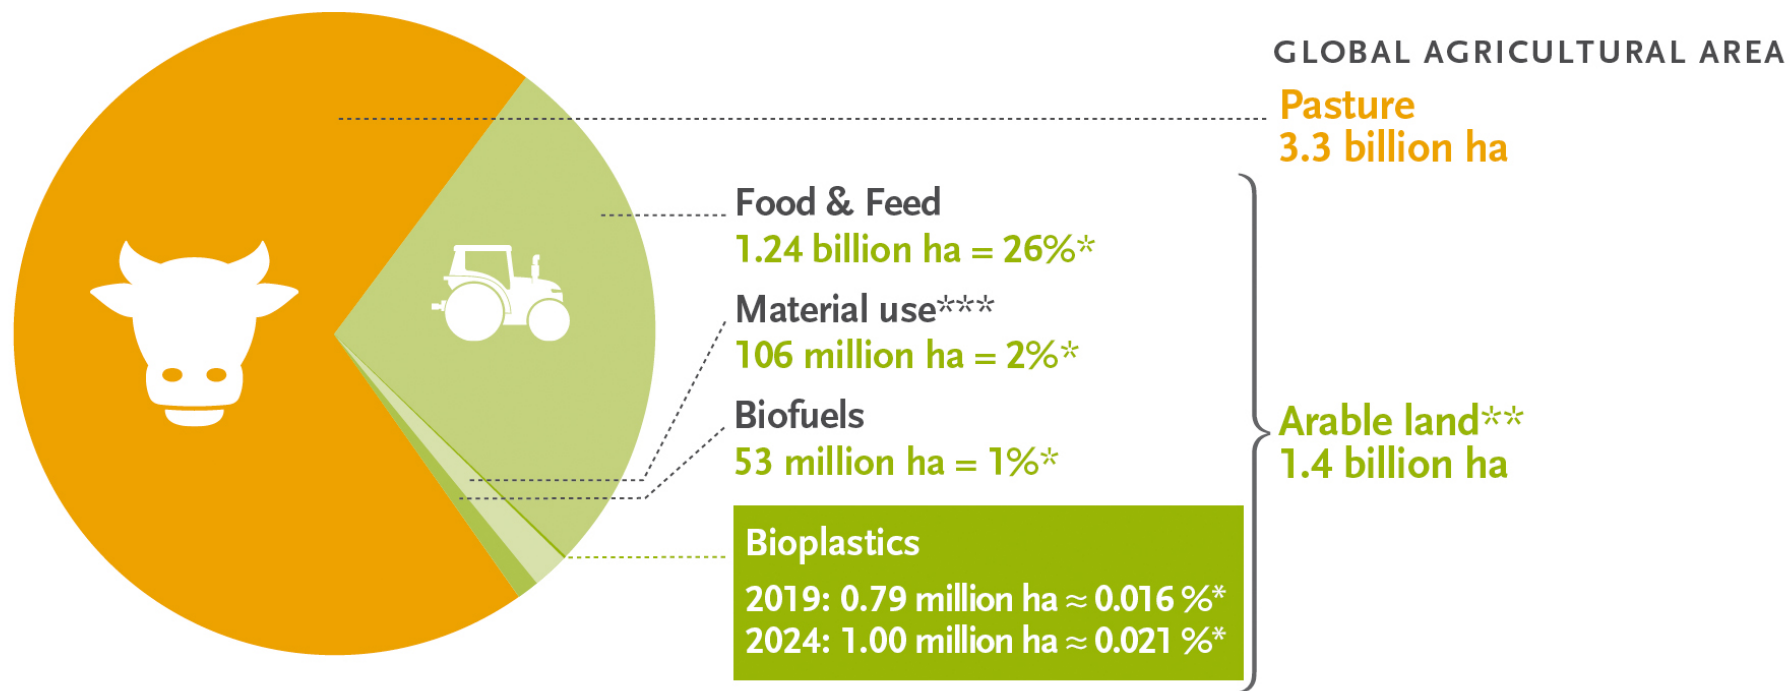 GLOBAL AGRICULTURAL AREA
Pasture
3.3 billion ha
Food & Feed
1.24 billion ha = 26%*
Material use***
106 million ha = 2%*
Biofuels
53 million ha = 1%*
Arable land**
1.4 billion ha
Bioplastics
2019: 0.79 million ha ≈ 0.016 %*
2024: 1.00 million ha ≈ 0.021 %*